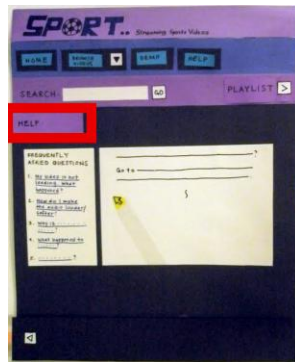 SPORT.. Streaming Sports Videos
HOME
BROWSE VIDEOS
DEMO
HELP
SEARCH:
GO
PLAYLIST
HELP
FREQUENTLY
ASKED QUESTIONS
1. My video is not
loading. What
happened?
2. How do I make
my audio louder/
softer?
3. Why is ..........
4. What happened to
5. ..........?
?
Go to